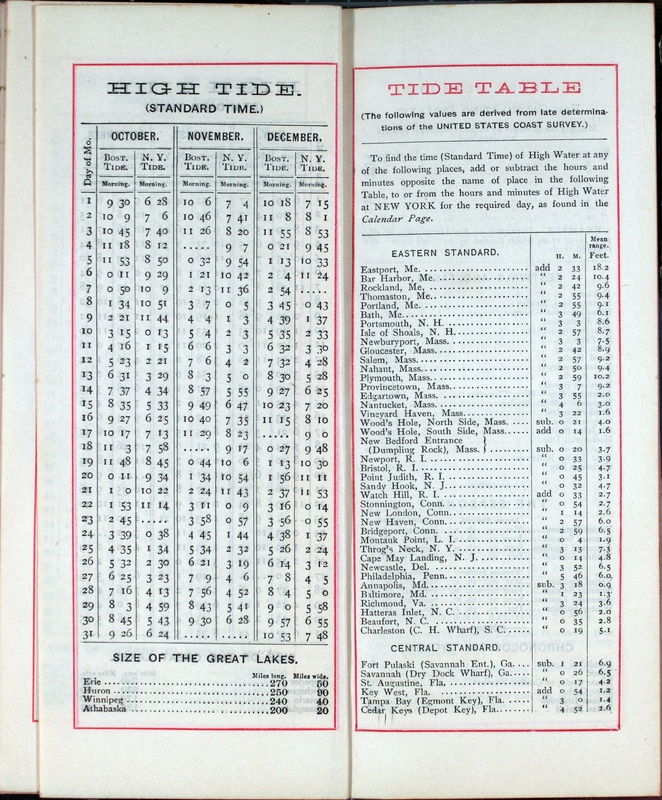 HIGH TIDE.
(STANDARD TIME.)
Day of Mo. OCTOBER. NOVEMBER. DECEMBER.
BOST. TIDE. N. Y. TIDE. BOST. TIDE. N. Y. TIDE. BOST. TIDE. N. Y. TIDE.
Morning. Morning. Morning. Morning. Morning. Morning.
1 9 30 6 28 10 6 7 4 10 18 7 15
2 10 9 7 6 10 46 7 41 11 8 8 1
3 10 45 7 40 11 26 8 20 11 55 8 53
4 11 18 8 12 ..... 9 7 0 21 9 45
5 11 53 8 50 0 32 9 54 1 13 10 33
6 0 11 9 29 1 21 10 42 2 4 11 24
7 0 50 10 9 2 13 11 36 2 54 .....
8 1 34 10 51 3 7 0 5 3 45 0 43
9 2 21 11 44 4 4 1 3 4 39 1 37
10 3 15 0 13 5 4 2 3 5 35 2 33
11 4 16 1 15 6 6 3 3 6 32 3 30
12 5 23 2 21 7 6 4 2 7 32 4 28
13 6 31 3 29 8 3 5 0 8 30 5 28
14 7 37 4 34 8 57 5 55 9 27 6 25
15 8 35 5 33 9 49 6 47 10 23 7 20
16 9 27 6 25 10 40 7 35 11 15 8 10
17 10 17 7 13 11 29 8 23 ..... 9 0
18 11 3 7 58 ..... 9 17 0 27 9 48
19 11 48 8 45 0 44 10 6 1 13 10 30
20 0 11 9 34 1 34 10 54 1 56 11 11
21 1 0 10 22 2 24 11 43 2 37 11 53
22 1 53 11 14 3 11 0 9 3 16 0 14
23 2 45 ..... 3 58 0 57 3 56 0 55
24 3 39 0 38 4 45 1 44 4 38 1 37
25 4 35 1 34 5 34 2 32 5 26 2 24
26 5 32 2 30 6 21 3 19 6 14 3 12
27 6 25 3 23 7 9 4 6 7 8 4 5
28 7 16 4 13 7 56 4 52 8 4 5 0
29 8 3 4 59 8 43 5 41 9 0 5 58
30 8 45 5 43 9 30 6 28 9 57 6 55
31 9 26 6 24 ..... ..... 10 53 7 48
SIZE OF THE GREAT LAKES.
Miles long. Miles wide.
Erie 270 50
Huron 250 90
Winnipeg 240 40
Athabaska 200 20
TIDE TABLE
(The following values are derived from late determina-
tions of the UNITED STATES COAST SURVEY.)
To find the time (Standard Time) of High Water at any
of the following places, add or subtract the hours and
minutes opposite the name of place in the following
Table, to or from the hours and minutes of High Water
at NEW YORK for the required day, as found in the
Calendar Page.
EASTERN STANDARD. H. M. Mean range. Feet.
Eastport, Me. add 2 33 18.2
Bar Harbor, Me. " 2 24 10.4
Rockland, Me. " 2 42 9.6
Thomaston, Me. " 2 55 9.4
Portland, Me. " 2 55 9.1
Bath, Me. " 3 49 6.1
Portsmouth, N. H. " 3 3 8.6
Isle of Shoals, N. H. " 2 57 8.7
Newburyport, Mass. " 3 3 7.5
Gloucester, Mass. " 2 42 8.9
Salem, Mass. " 2 57 9.2
Nahant, Mass. " 2 50 9.4
Plymouth, Mass. " 2 59 10.2
Provincetown, Mass. " 3 7 9.2
Edgartown, Mass. " 3 55 2.0
Nantucket, Mass. " 4 6 3.0
Vineyard Haven, Mass. " 3 22 1.6
Wood's Hole, North Side, Mass. sub. 0 21 4.0
Wood's Hole, South Side, Mass. add 0 14 1.6
New Bedford Entrance }
(Dumpling Rock), Mass. } sub. 0 20 3.7
Newport, R. I. " 0 33 3.9
Bristol, R. I. " 0 25 4.7
Point Judith, R. I. " 0 45 3.1
Sandy Hook, N. J. " 0 32 4.7
Watch Hill, R. I. add 0 33 2.7
Stonnington, Conn. " 0 54 2.7
New London, Conn. " 1 14 2.6
New Haven, Conn. " 2 57 6.0
Bridgeport, Conn. " 2 59 6.5
Montauk Point, L. I. " 0 4 1.9
Throg's Neck, N. Y. " 3 13 7.3
Cape May Landing, N. J. " 0 14 4.8
Newcastle, Del. " 3 52 6.5
Philadelphia, Penn. " 5 46 6.0
Annapolis, Md. sub. 3 18 0.9
Baltimore, Md. " 1 23 1.3
Richmond, Va. " 3 24 3.6
Hatteras Inlet, N. C. " 0 56 2.0
Beaufort, N. C. " 0 35 2.8
Charleston (C. H. Wharf), S. C. " 0 19 5.1
CENTRAL STANDARD.
Fort Pulaski (Savannah Ent.), Ga. sub. 1 21 6.9
Savannah (Dry Dock Wharf), Ga. " 0 26 6.5
St. Augustine, Fla. " 0 17 4.2
Key West, Fla. add 0 54 1.2
Tampa Bay (Egmont Key), Fla. " 3 0 1.4
Cedar Keys (Depot Key), Fla. " 4 52 2.6